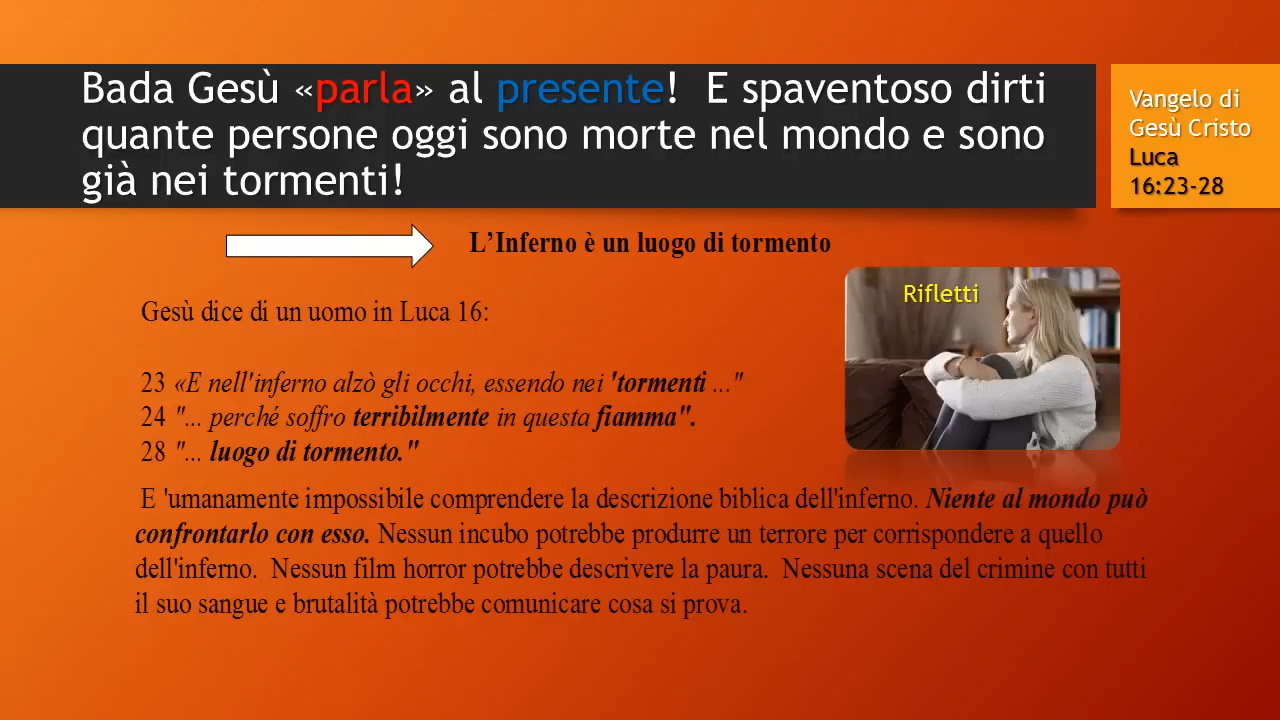 Bada Gesù «parla» al presente!  E spaventoso dirti
quante persone oggi sono morte nel mondo e sono
già nei tormenti!
Vangelo di
Gesù Cristo
Luca
16:23-28
L’Inferno è un luogo di tormento
Rifletti
Gesù dice di un uomo in Luca 16:
23 «E nell'inferno alzò gli occhi, essendo nei 'tormenti ..."
24 "... perché soffro terribilmente in questa fiamma".
28 "... luogo di tormento."
E 'umanamente impossibile comprendere la descrizione biblica dell'inferno. Niente al mondo può
confrontarlo con esso. Nessun incubo potrebbe produrre un terrore per corrispondere a quello
dell'inferno.  Nessun film horror potrebbe descrivere la paura.  Nessuna scena del crimine con tutti
il suo sangue e brutalità potrebbe comunicare cosa si prova.